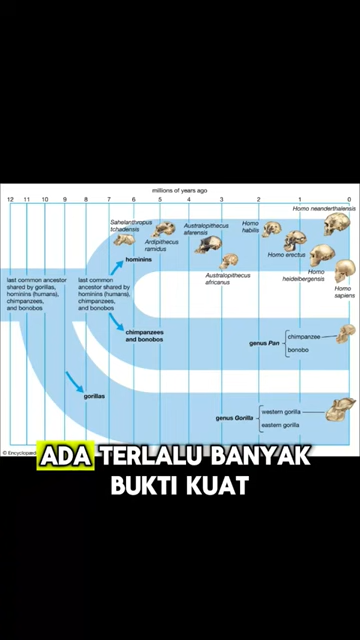 millions of years ago
12 11 10 9 8 7 6 5 4 3 2 1 0
Homo neanderthalensis
Sahelanthropus
tchadensis
Ardipithecus
ramidus
Australopithecus
afarensis
Homo
habilis
Homo erectus
hominins
Australopithecus
africanus
Homo
heidelbergensis
Homo
sapiens
last common ancestor
shared by gorillas,
hominins (humans),
chimpanzees,
and bonobos
last common
ancestor shared by
hominins (humans),
chimpanzees,
and bonobos
chimpanzees
and bonobos
genus Pan
chimpanzee
bonobo
gorillas
genus Gorilla
western gorilla
eastern gorilla
ADA TERLALU BANYAK
BUKTI KUAT